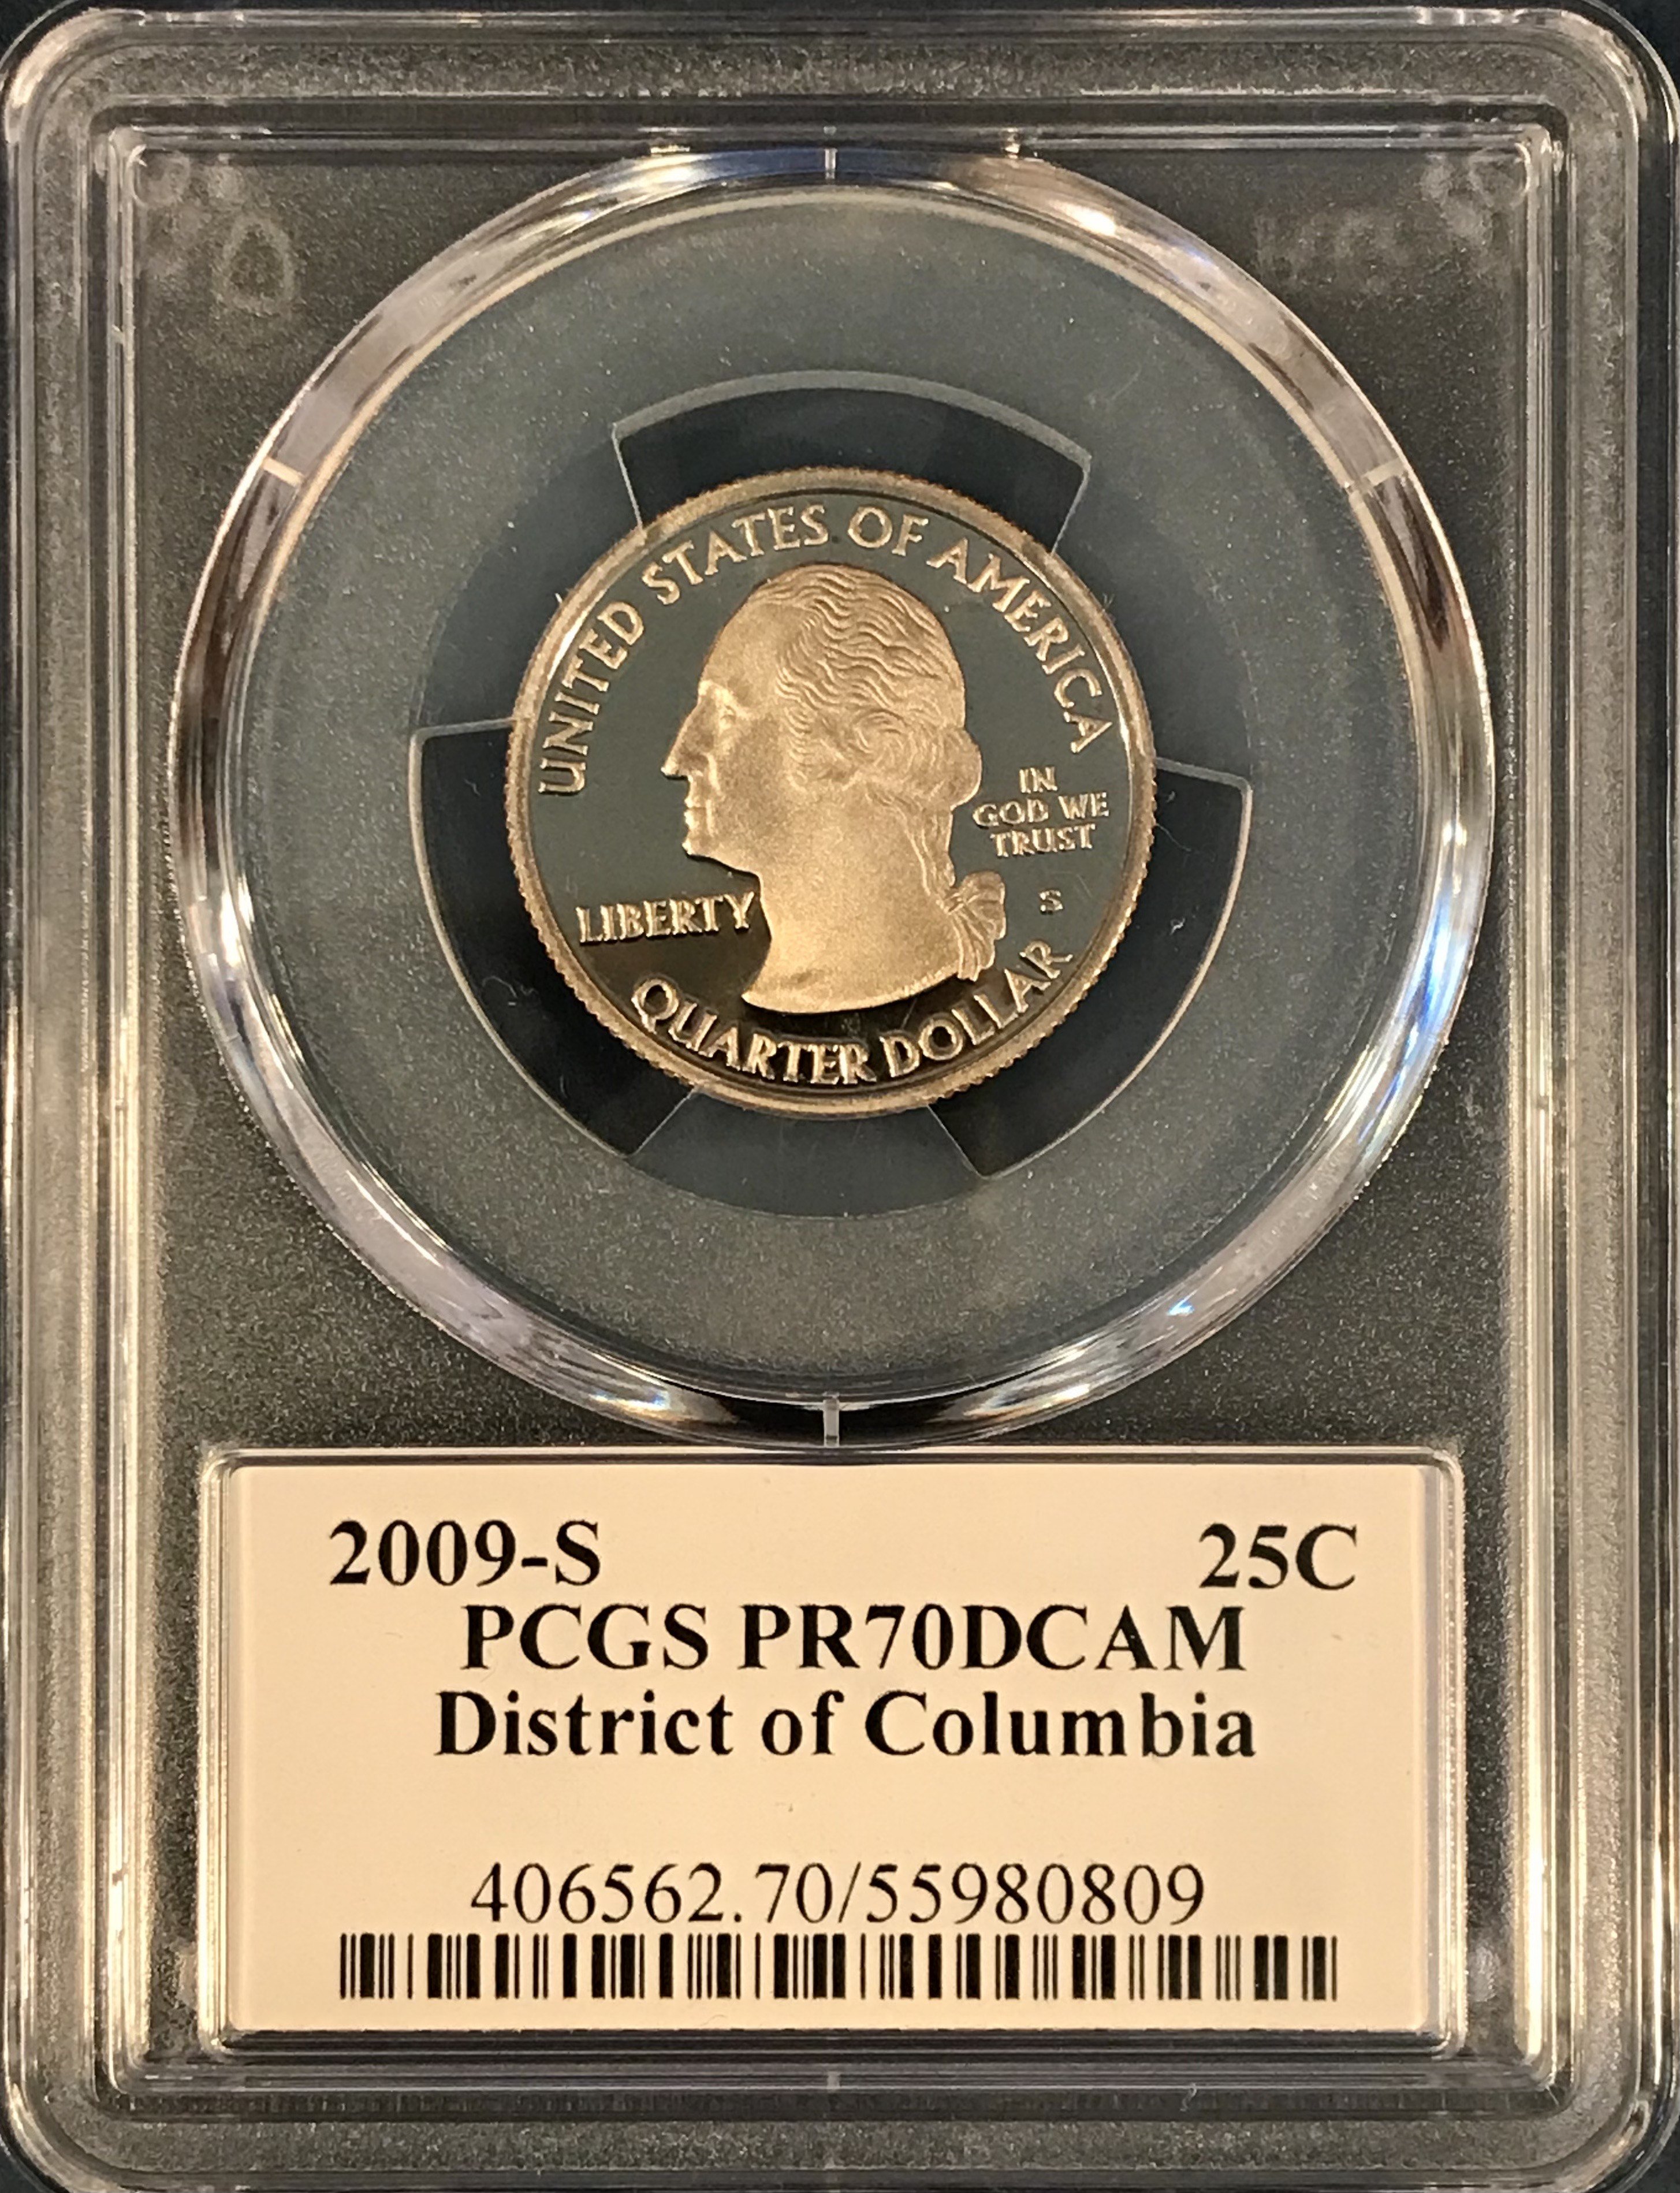 UNITED STATES OF AMERICA
IN
GOD WE
TRUST
LIBERTY
S
QUARTER DOLLAR
2009-S 25C
PCGS PR70DCAM
District of Columbia
406562.70/55980809